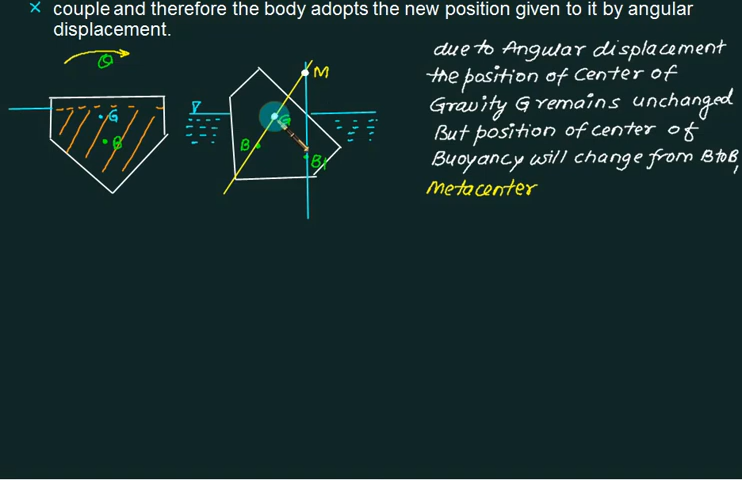 × couple and therefore the body adopts the new position given to it by angular
displacement.
due to Angular displacement
the position of Center of
Gravity G remains unchanged
But position of center of
Buoyancy will change from B to B1
Metacenter
θ
G
B
M
G
B
B1